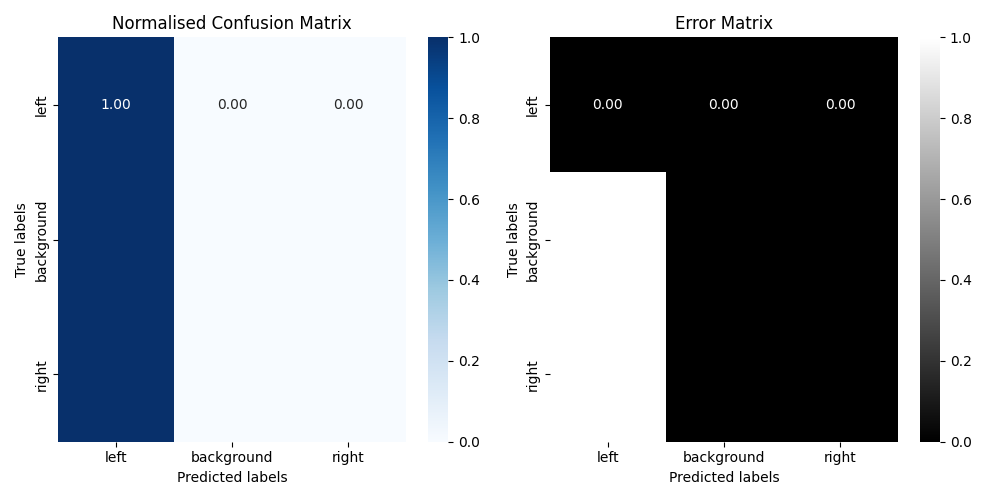 Normalised Confusion Matrix
True labels
left
background
right
1.00 0.00 0.00
left background right
Predicted labels
1.0
0.8
0.6
0.4
0.2
0.0
Error Matrix
True labels
left
background
right
0.00 0.00 0.00
left background right
Predicted labels
1.0
0.8
0.6
0.4
0.2
0.0